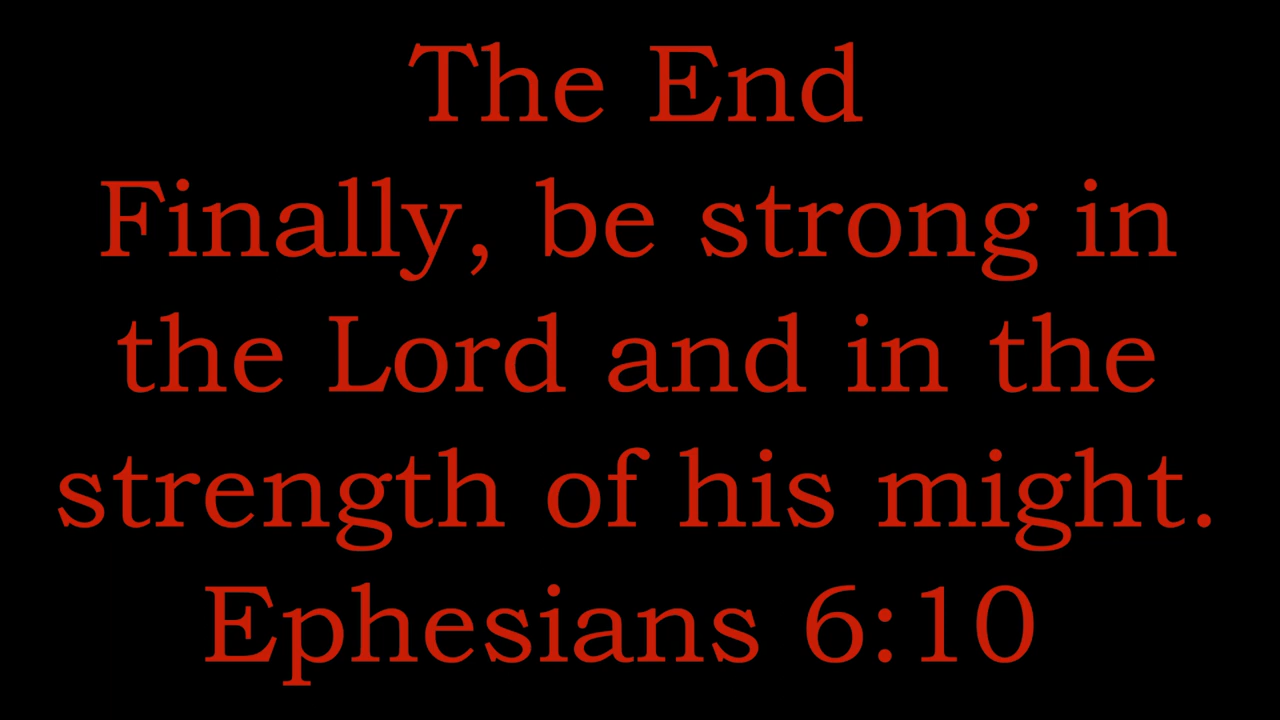 The End
Finally, be strong in
the Lord and in the
strength of his might.
Ephesians 6:10